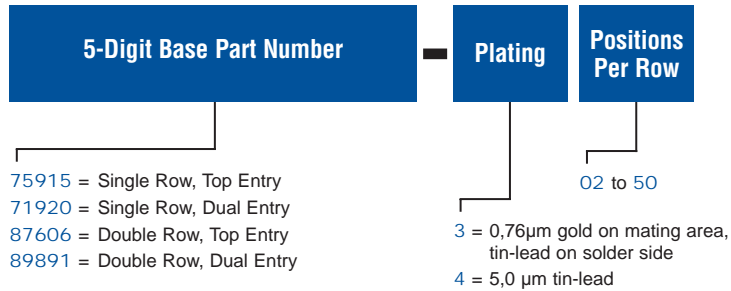 5-Digit Base Part Number
Plating
Positions
Per Row
75915 = Single Row, Top Entry
71920 = Single Row, Dual Entry
87606 = Double Row, Top Entry
89891 = Double Row, Dual Entry
02 to 50
3 = 0,76µm gold on mating area,
tin-lead on solder side
4 = 5,0 µm tin-lead